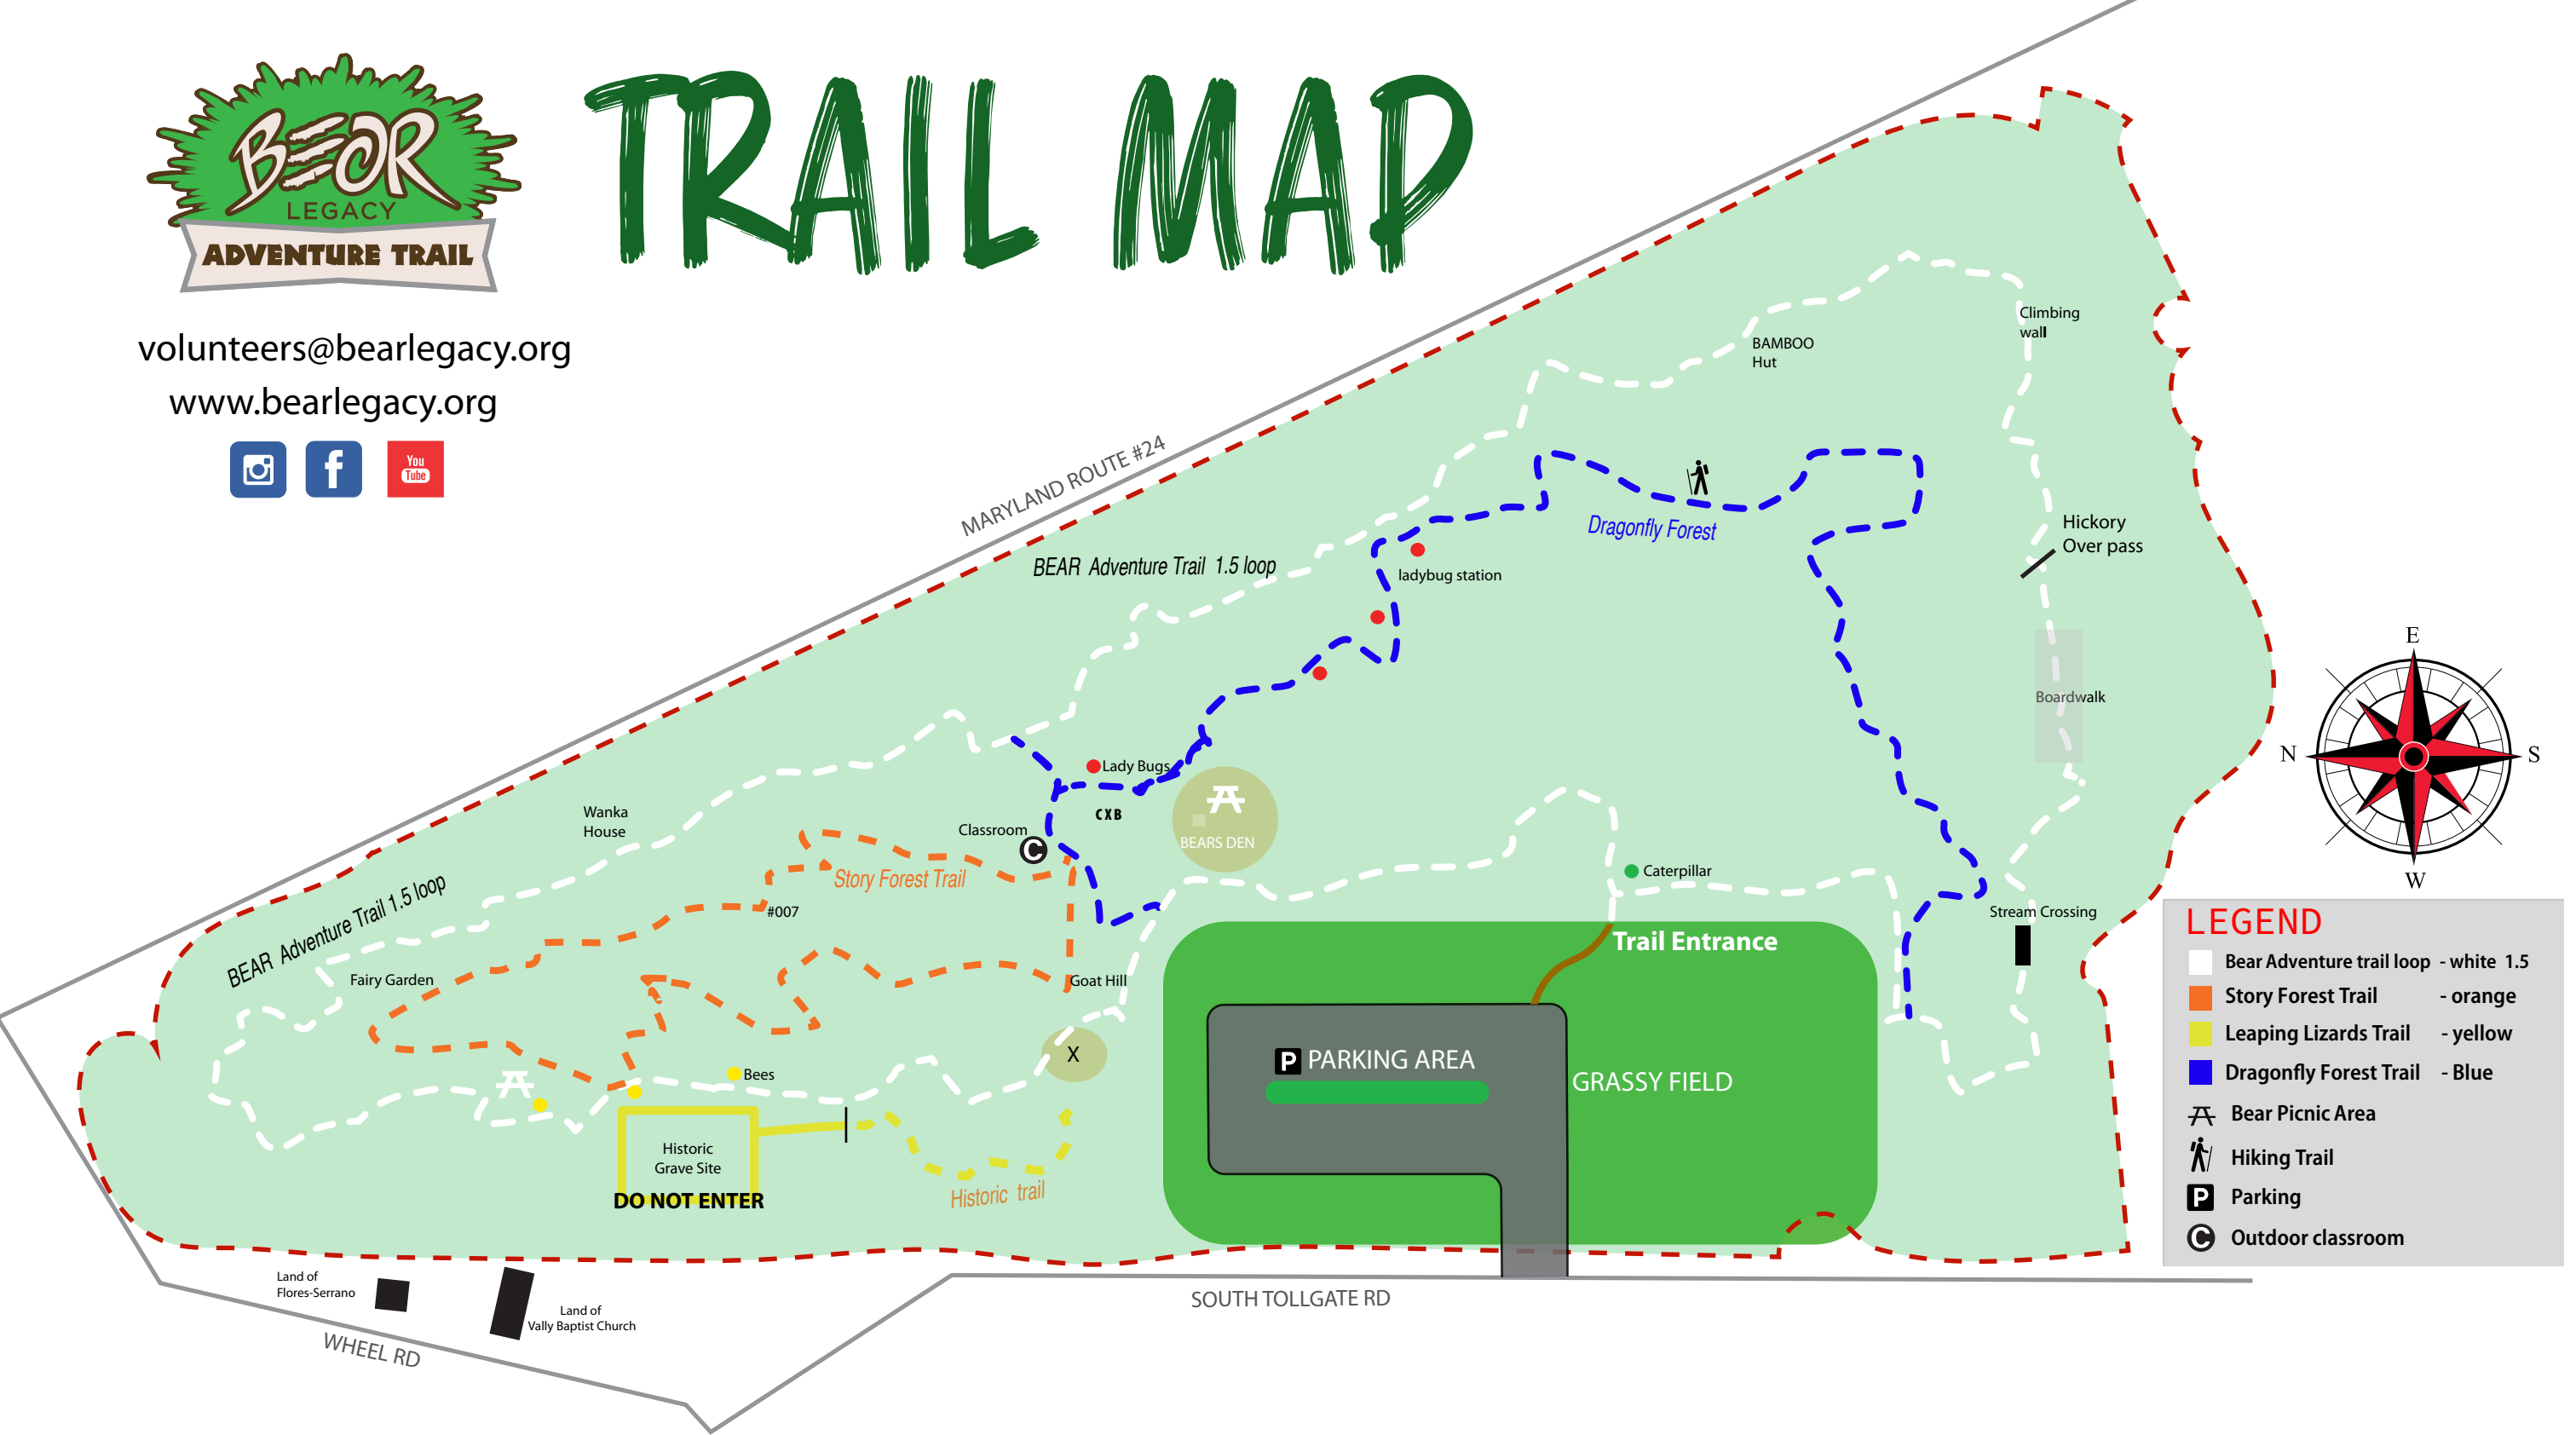 BEAR
LEGACY
ADVENTURE TRAIL
TRAIL MAP
volunteers@bearlegacy.org
www.bearlegacy.org
f
You
Tube
MARYLAND ROUTE #24
BEAR Adventure Trail 1.5 loop
Climbing
wall
BAMBOO
Hut
Dragonfly Forest
Hickory
Over pass
ladybug station
Boardwalk
Lady Bugs
CXB
BEARS DEN
Wanka
House
Classroom
C
Story Forest Trail
#007
Caterpillar
Stream Crossing
BEAR Adventure Trail 1.5 loop
Fairy Garden
Goat Hill
X
Bees
Trail Entrance
P PARKING AREA
GRASSY FIELD
Historic
Grave Site
DO NOT ENTER
Historic trail
Land of
Flores-Serrano
Land of
Vally Baptist Church
WHEEL RD
SOUTH TOLLGATE RD
E
N
S
W
LEGEND
Bear Adventure trail loop - white 1.5
Story Forest Trail - orange
Leaping Lizards Trail - yellow
Dragonfly Forest Trail - Blue
Bear Picnic Area
Hiking Trail
P Parking
C Outdoor classroom